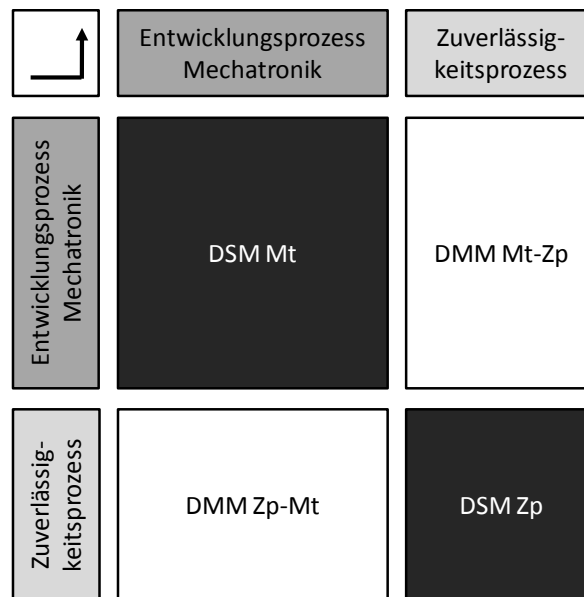 Entwicklungsprozess
Mechatronik
Zuverlässig-
keitsprozess
Entwicklungsprozess
Mechatronik
DSM Mt
DMM Mt-Zp
Zuverlässig-
keitsprozess
DMM Zp-Mt
DSM Zp